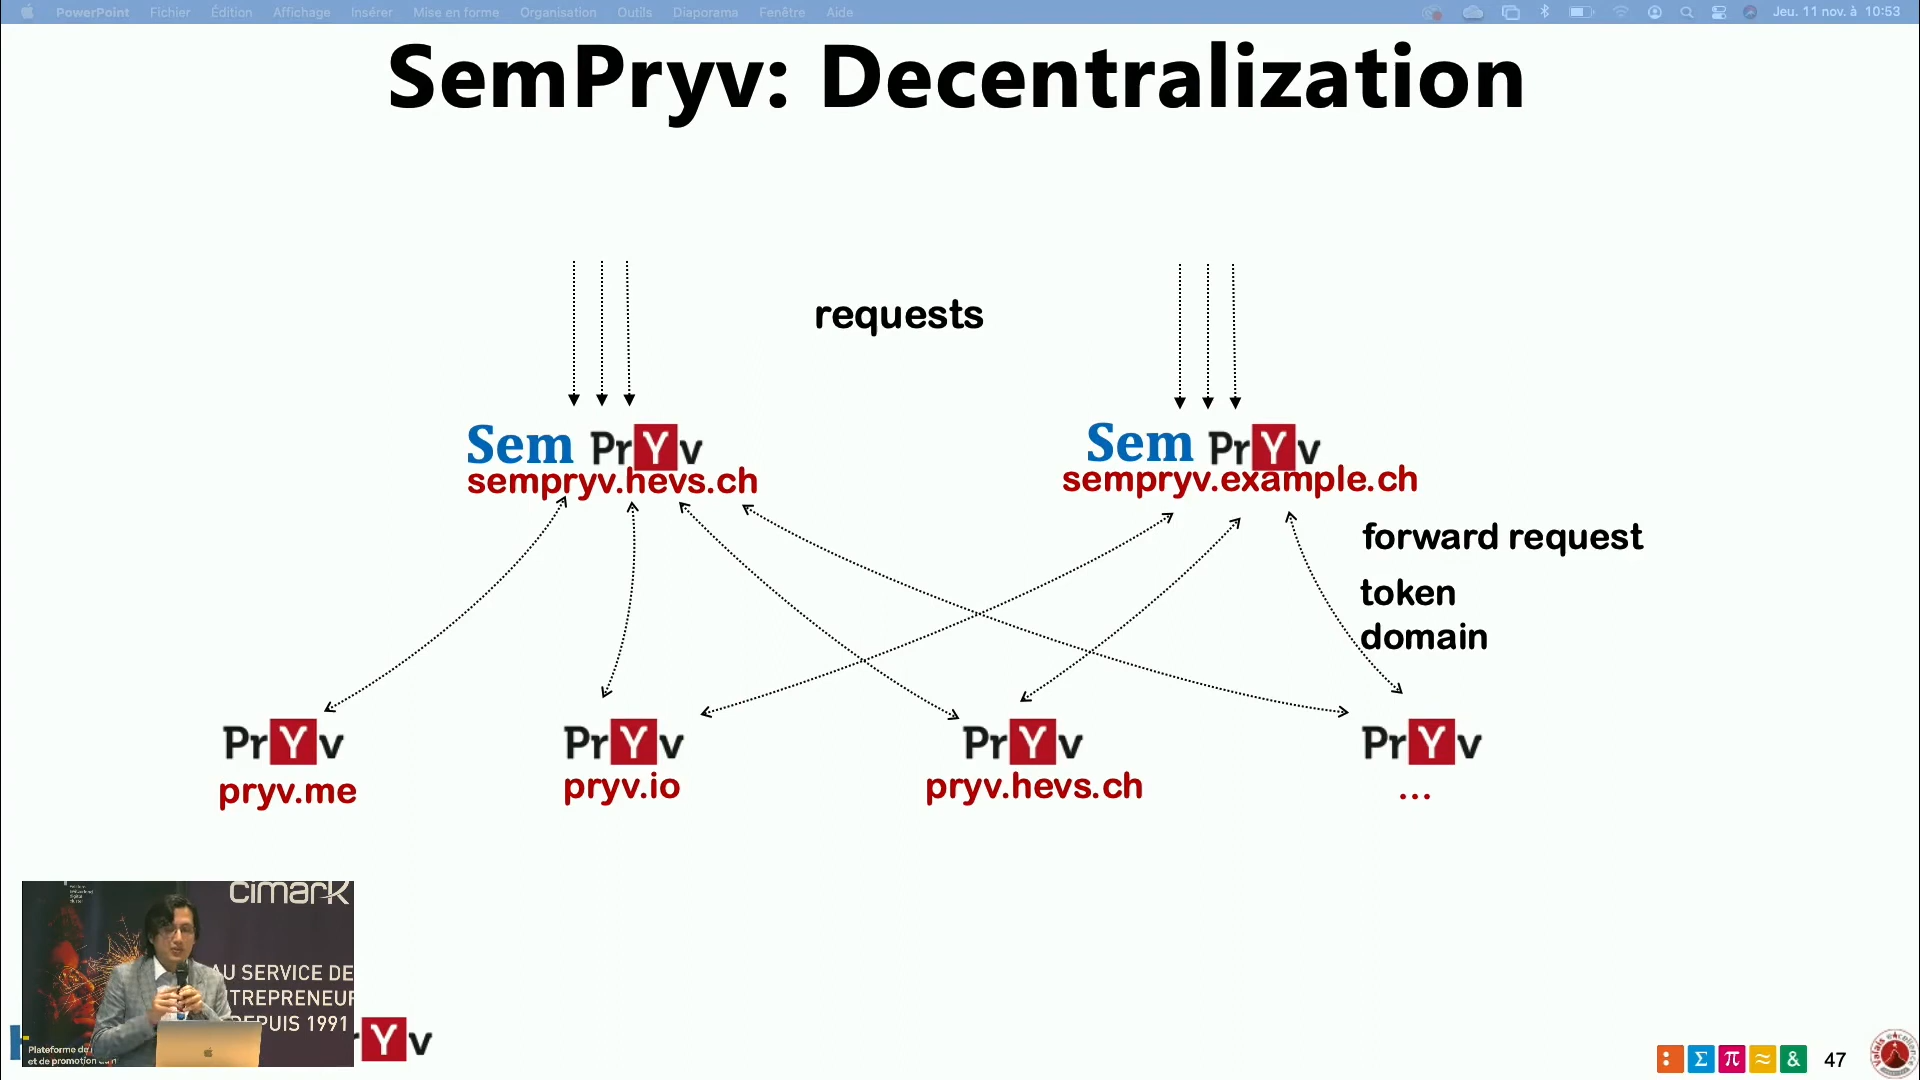 PowerPoint Fichier Édition Affichage Insérer Mise en forme Organisation Outils Diaporama Fenêtre Aide Jeu. 11 nov. à 10:53
SemPryv: Decentralization
requests
Sem PrYv
sempryv.hevs.ch
Sem PrYv
sempryv.example.ch
forward request
token
domain
PrYv
pryv.me
PrYv
pryv.io
PrYv
pryv.hevs.ch
PrYv
...
cimark
AU SERVICE DE
NTREPRENEUR
DEPUIS 1991
Plateforme de
et de promotion
rYv
: Σ π ≈ &
47